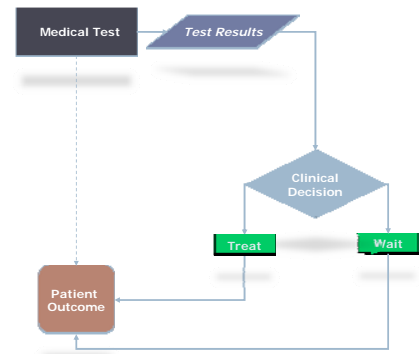 Medical Test
Test Results
Clinical
Decision
Treat
Wait
Patient
Outcome